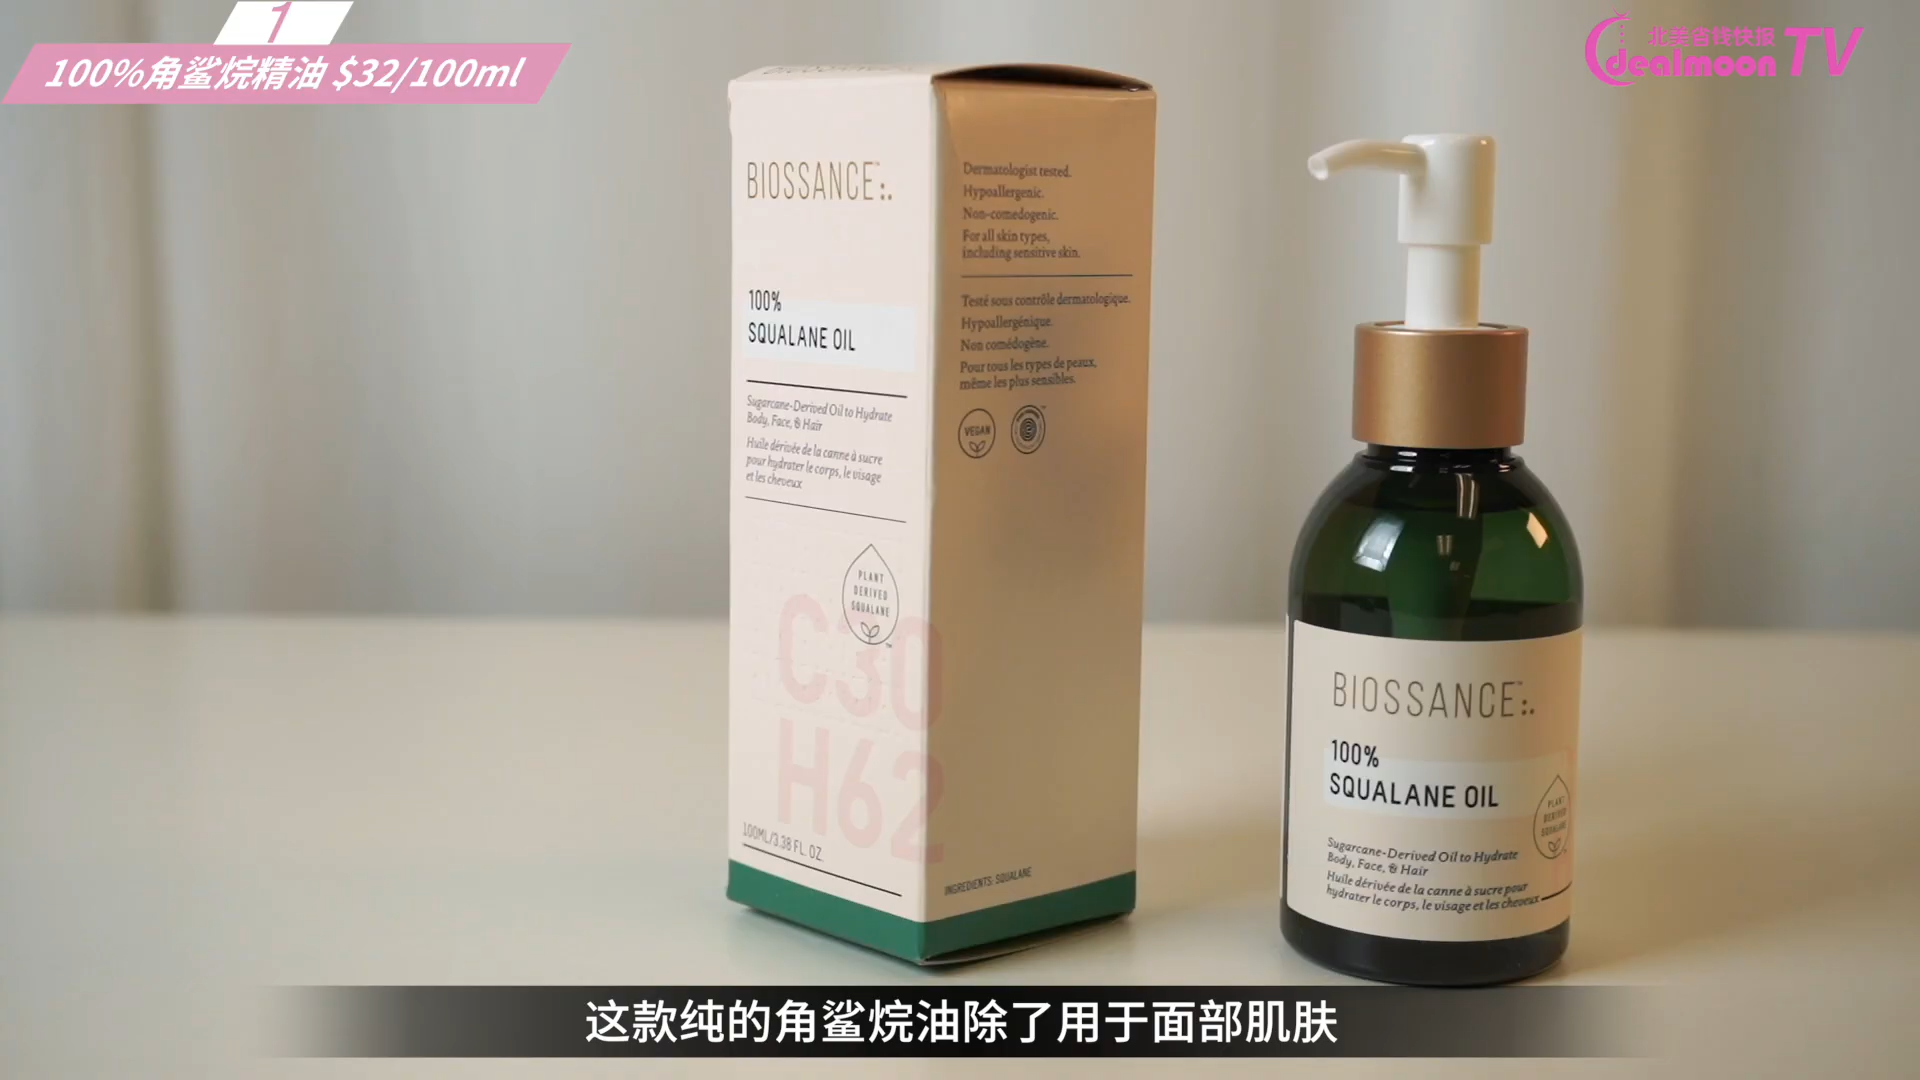 1
100%角鲨烷精油 $32/100ml
北美省钱快报
dealmoon TV
BIOSSANCE™
100%
SQUALANE OIL
Sugarcane-Derived Oil to Hydrate
Body, Face, & Hair
Huile dérivée de la canne à sucre
pour hydrater le corps, le visage
et les cheveux
PLANT
DERIVED
SQUALANE
C30
H62
100ML/3.38 FL. OZ.
Dermatologist tested.
Hypoallergenic.
Non-comedogenic.
For all skin types,
including sensitive skin.
Testé sous contrôle dermatologique.
Hypoallergénique.
Non comédogène.
Pour tous les types de peaux,
même les plus sensibles.
VEGAN
INGREDIENTS: SQUALANE
BIOSSANCE™
100%
SQUALANE OIL
PLANT
DERIVED
SQUALANE
Sugarcane-Derived Oil to Hydrate
Body, Face, & Hair
Huile dérivée de la canne à sucre pour
hydrater le corps, le visage et les cheveux
这款纯的角鲨烷油除了用于面部肌肤